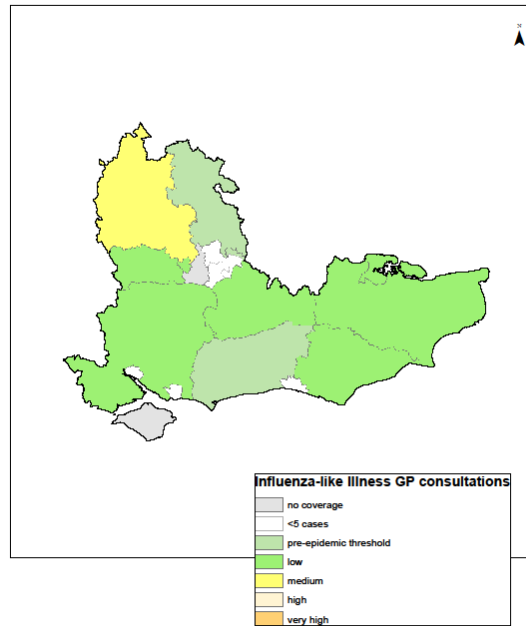 N
Influenza-like Illness GP consultations
no coverage
<5 cases
pre-epidemic threshold
low
medium
high
very high